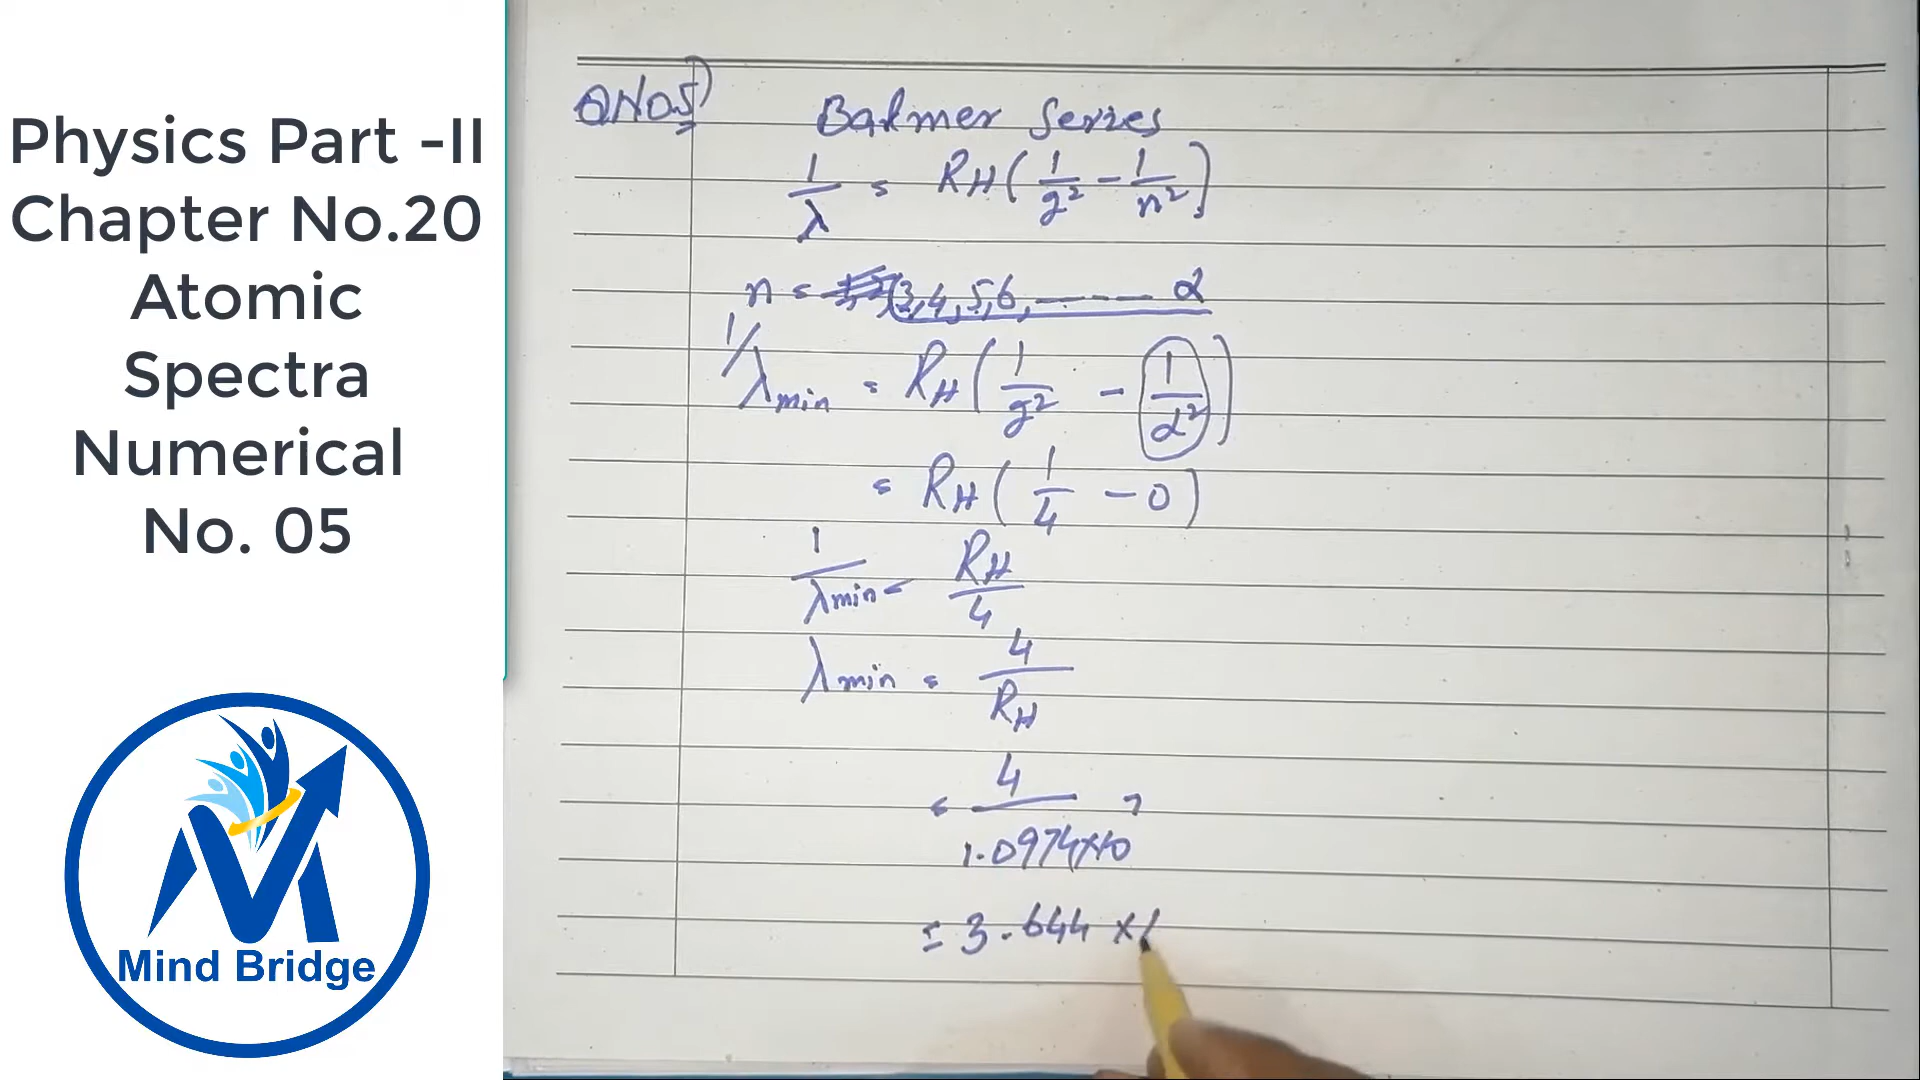 Physics Part -II
Chapter No.20
Atomic
Spectra
Numerical
No. 05
Mind Bridge
QNO5)
Balmer Series
1/λ = RH(1/2² - 1/n²)
n = 3,4,5,6, ---- α
1/λmin = RH(1/2² - 1/α²)
= RH(1/4 - 0)
1/λmin = RH/4
λmin = 4/RH
= 4/1.0974×10⁷
= 3.644 ×1